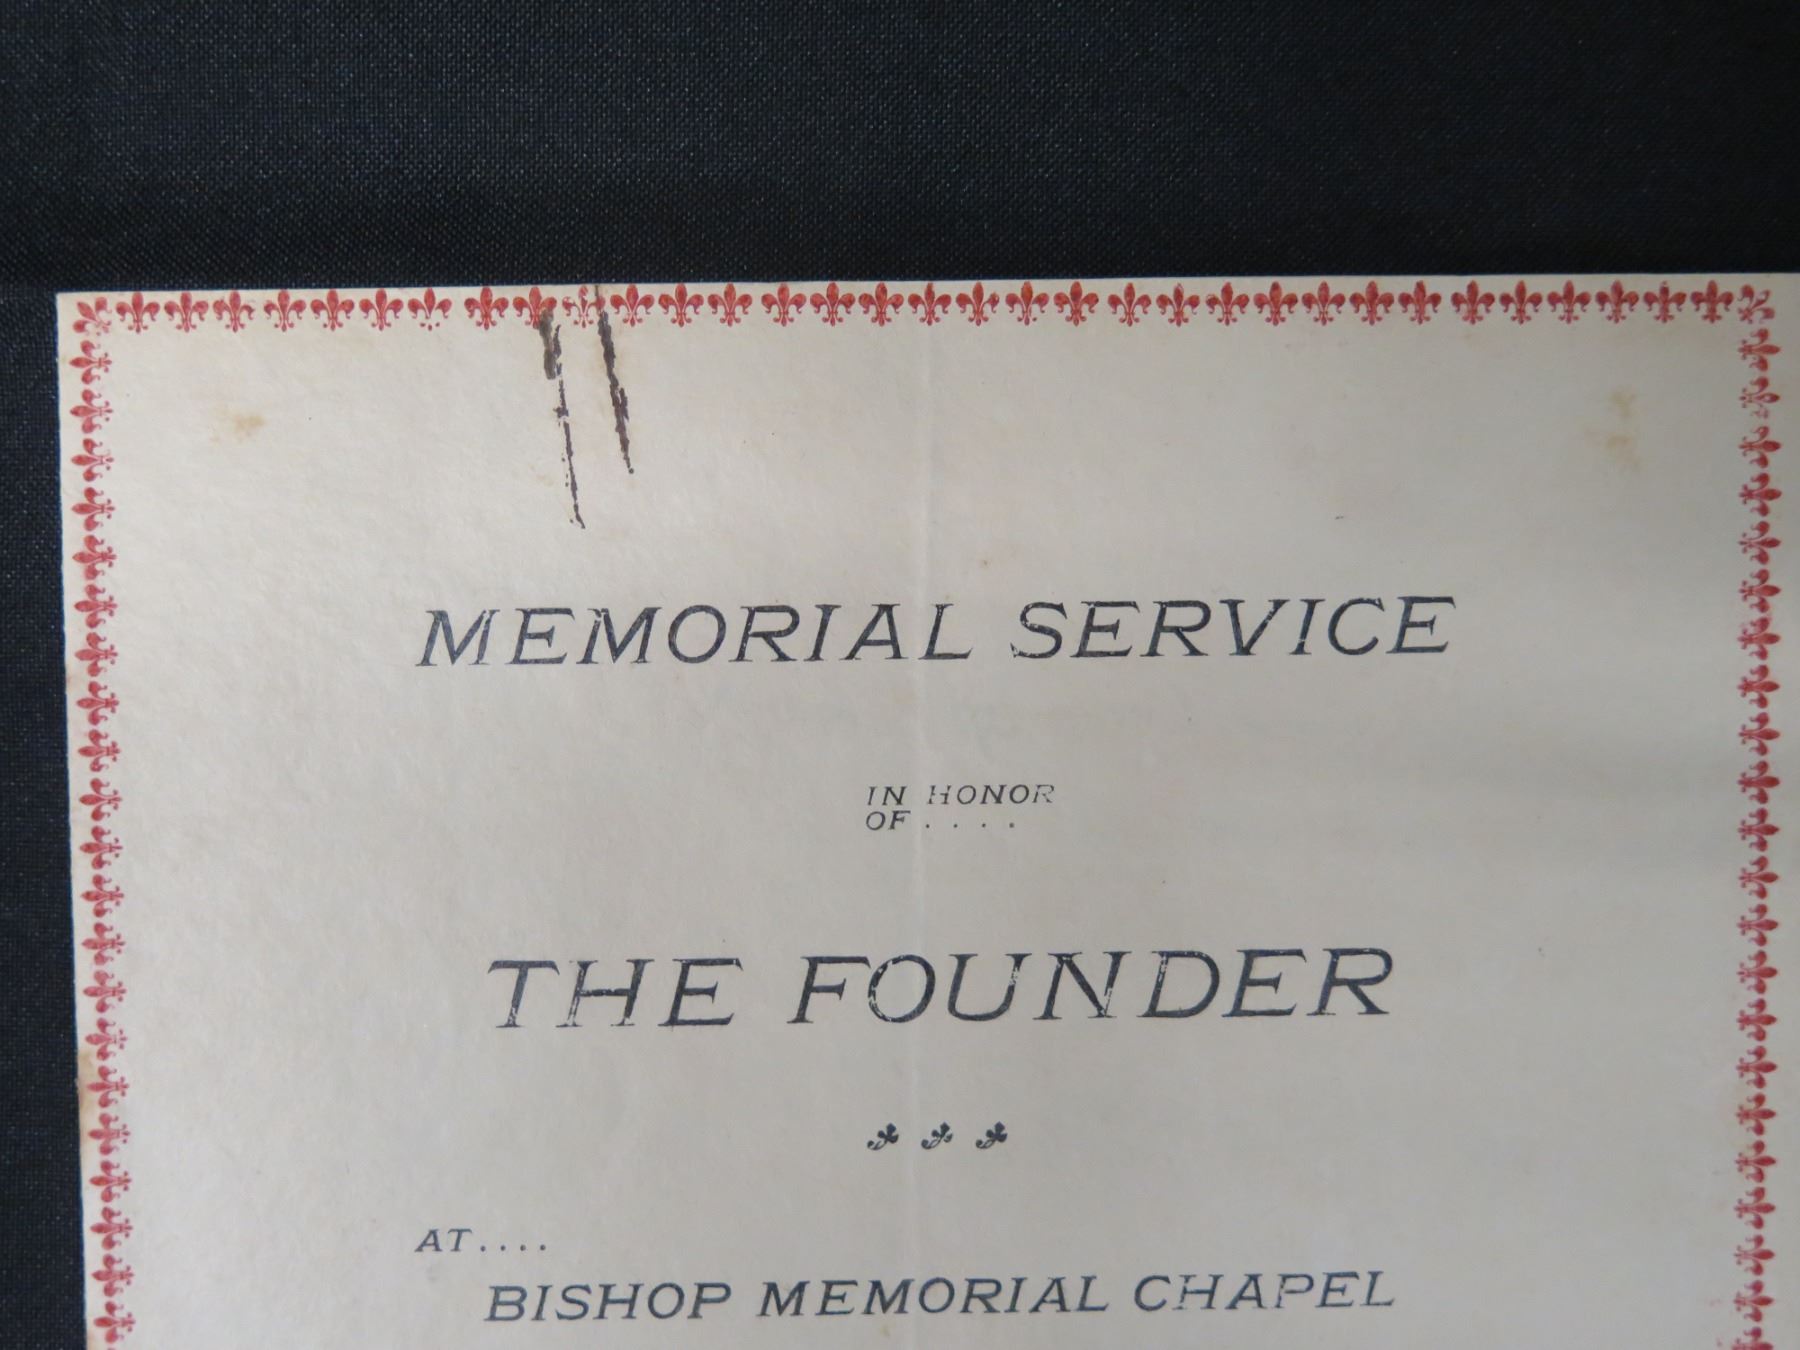 MEMORIAL SERVICE
IN HONOR
OF....
THE FOUNDER
AT....
BISHOP MEMORIAL CHAPEL